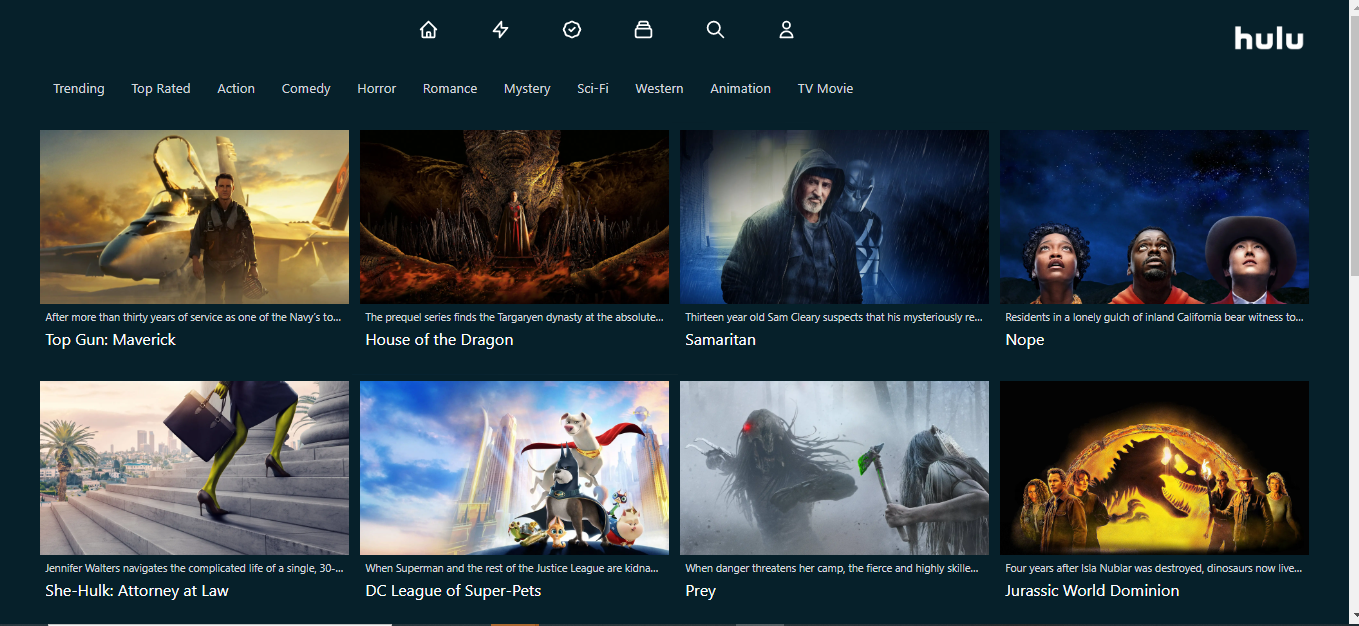 hulu
Trending Top Rated Action Comedy Horror Romance Mystery Sci-Fi Western Animation TV Movie
After more than thirty years of service as one of the Navy's to...
Top Gun: Maverick
The prequel series finds the Targaryen dynasty at the absolute...
House of the Dragon
Thirteen year old Sam Cleary suspects that his mysteriously re...
Samaritan
Residents in a lonely gulch of inland California bear witness to...
Nope
Jennifer Walters navigates the complicated life of a single, 30-...
She-Hulk: Attorney at Law
When Superman and the rest of the Justice League are kidna...
DC League of Super-Pets
When danger threatens her camp, the fierce and highly skille...
Prey
Four years after Isla Nublar was destroyed, dinosaurs now live...
Jurassic World Dominion